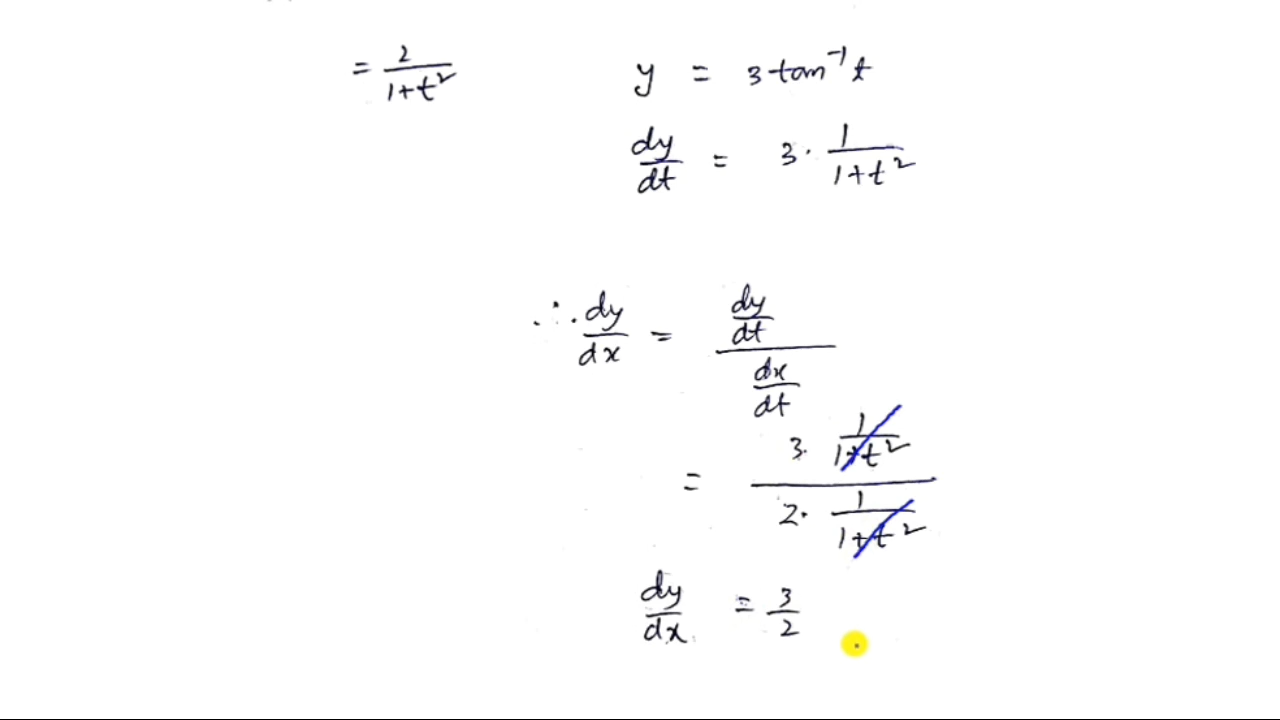 = 2/(1+t²)
y = 3 tan⁻¹t
dy/dt = 3 · 1/(1+t²)
∴ dy/dx = (dy/dt)/(dx/dt)
= (3 · 1/(1+t²))/(2 · 1/(1+t²))
dy/dx = 3/2